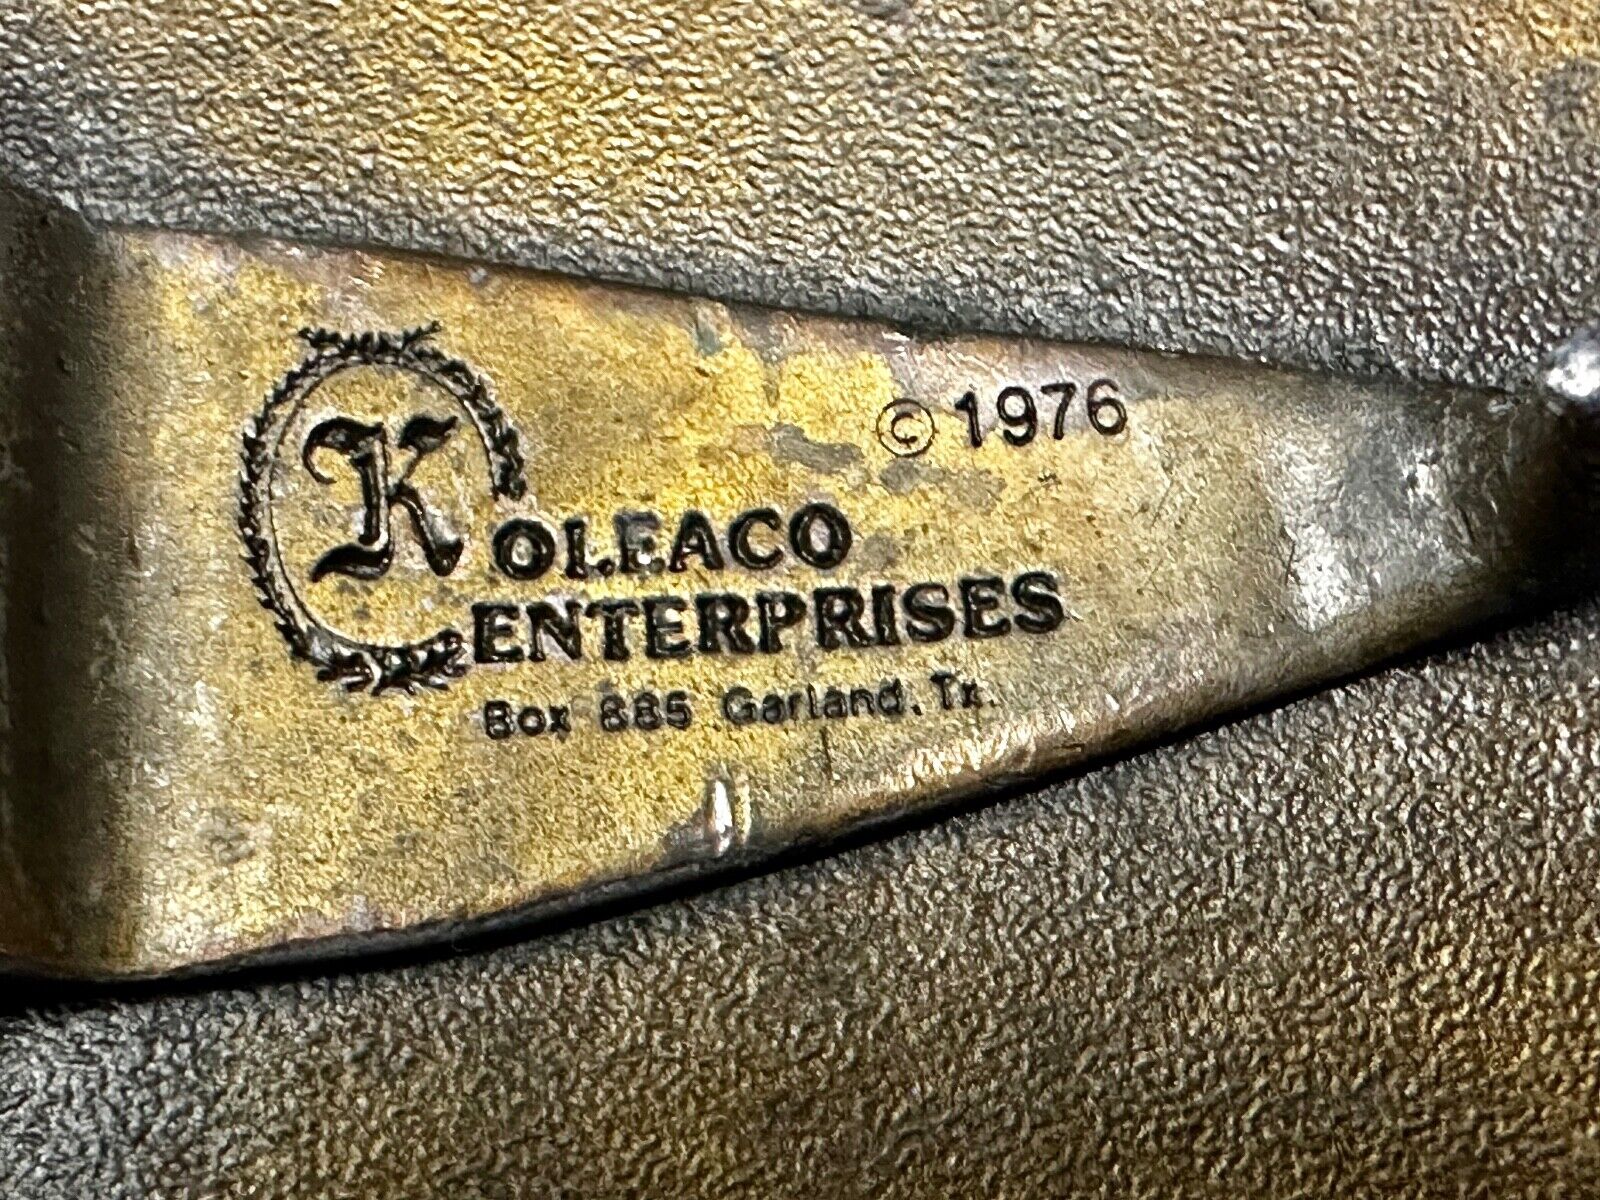 © 1976
KOLEACO
ENTERPRISES
Box 885 Garland, Tx.